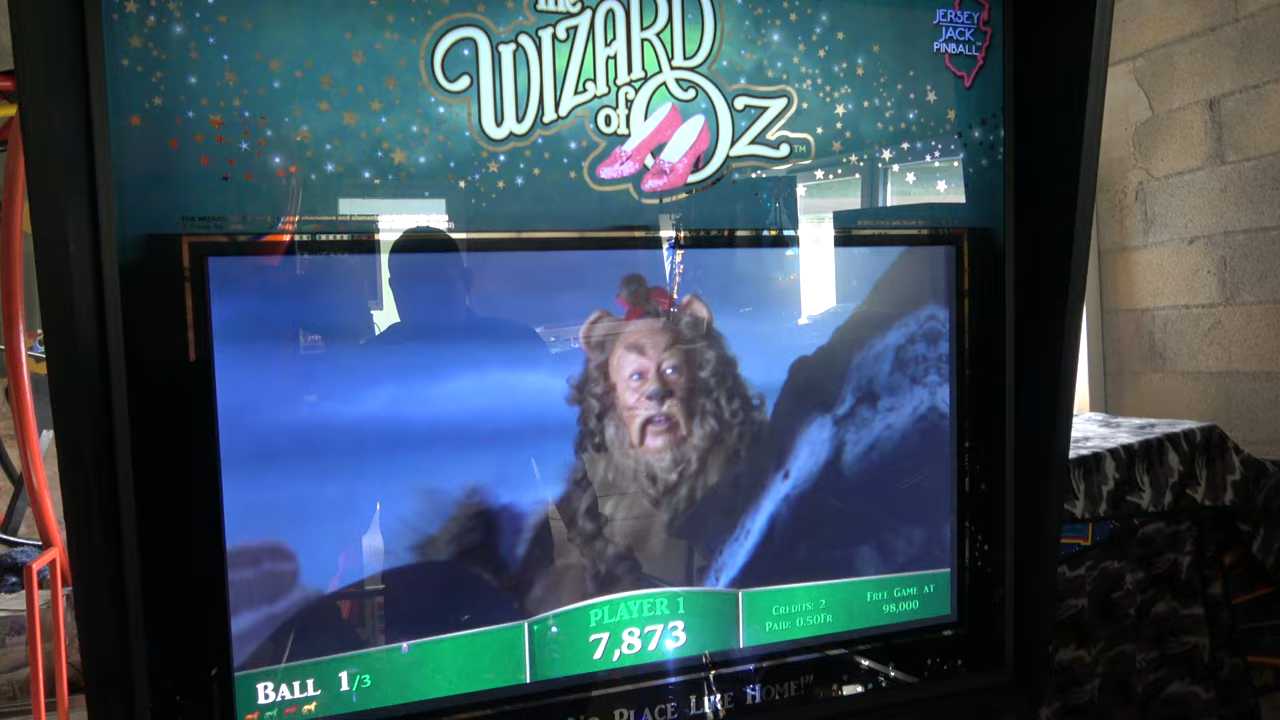 The
WIZARD
of OZ™
JERSEY
JACK
PINBALL
PLAYER 1
7,873
CREDITS: 2
PAID: 0.50FR
FREE GAME AT
98,000
BALL 1/3
PLACE LIKE HOME!"